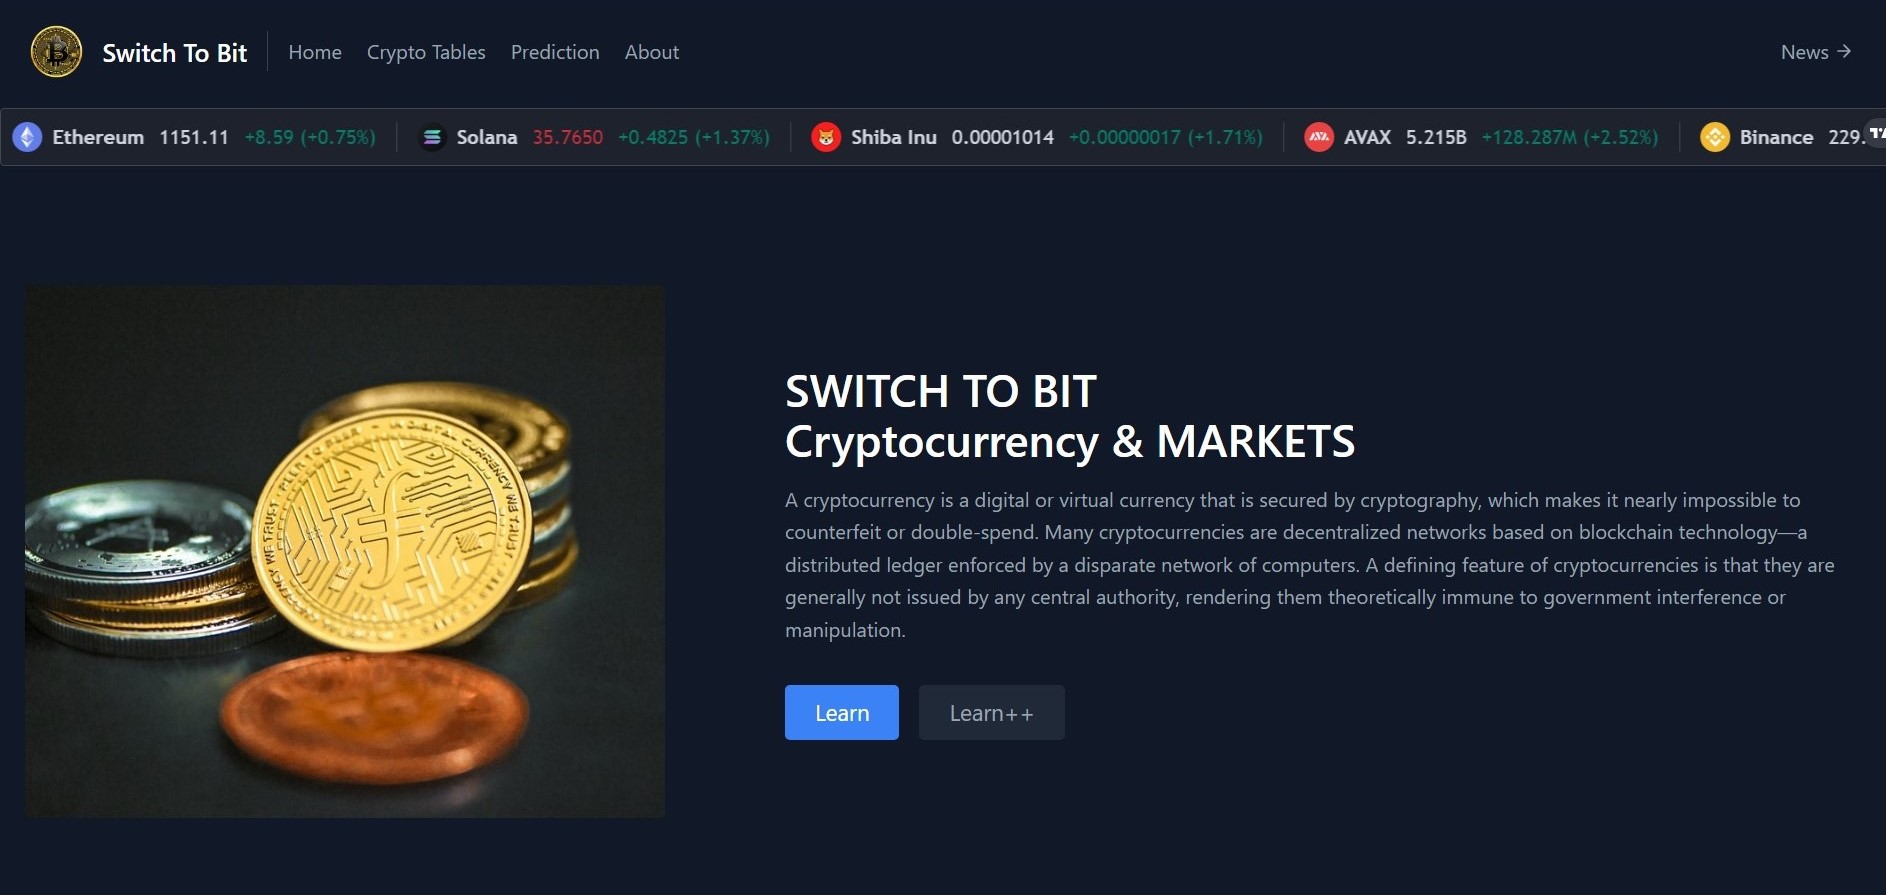 Switch To Bit Home Crypto Tables Prediction About News →
Ethereum 1151.11 +8.59 (+0.75%) Solana 35.7650 +0.4825 (+1.37%) Shiba Inu 0.00001014 +0.00000017 (+1.71%) AVAX 5.215B +128.287M (+2.52%) Binance 229.
SWITCH TO BIT
Cryptocurrency & MARKETS
A cryptocurrency is a digital or virtual currency that is secured by cryptography, which makes it nearly impossible to
counterfeit or double-spend. Many cryptocurrencies are decentralized networks based on blockchain technology—a
distributed ledger enforced by a disparate network of computers. A defining feature of cryptocurrencies is that they are
generally not issued by any central authority, rendering them theoretically immune to government interference or
manipulation.
Learn Learn++